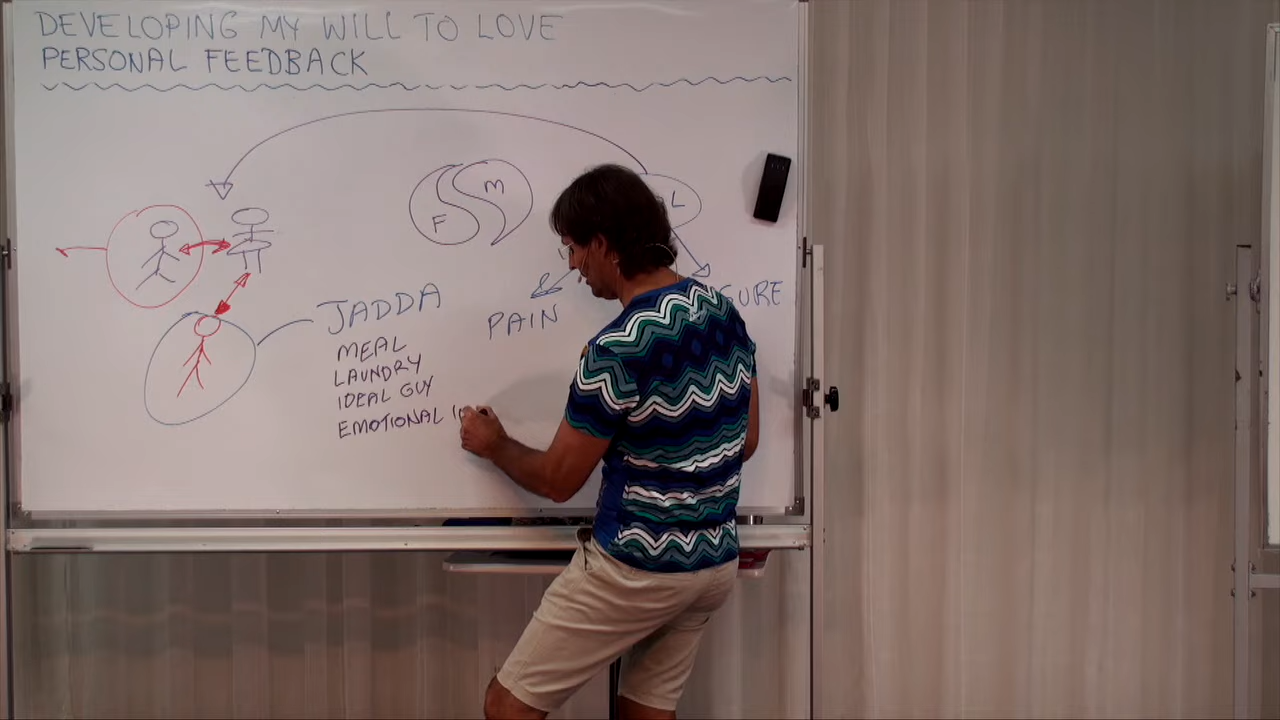 DEVELOPING MY WILL TO LOVE
PERSONAL FEEDBACK
F
M
L
PAIN
JADDA
MEAL
LAUNDRY
IDEAL GUY
EMOTIONAL